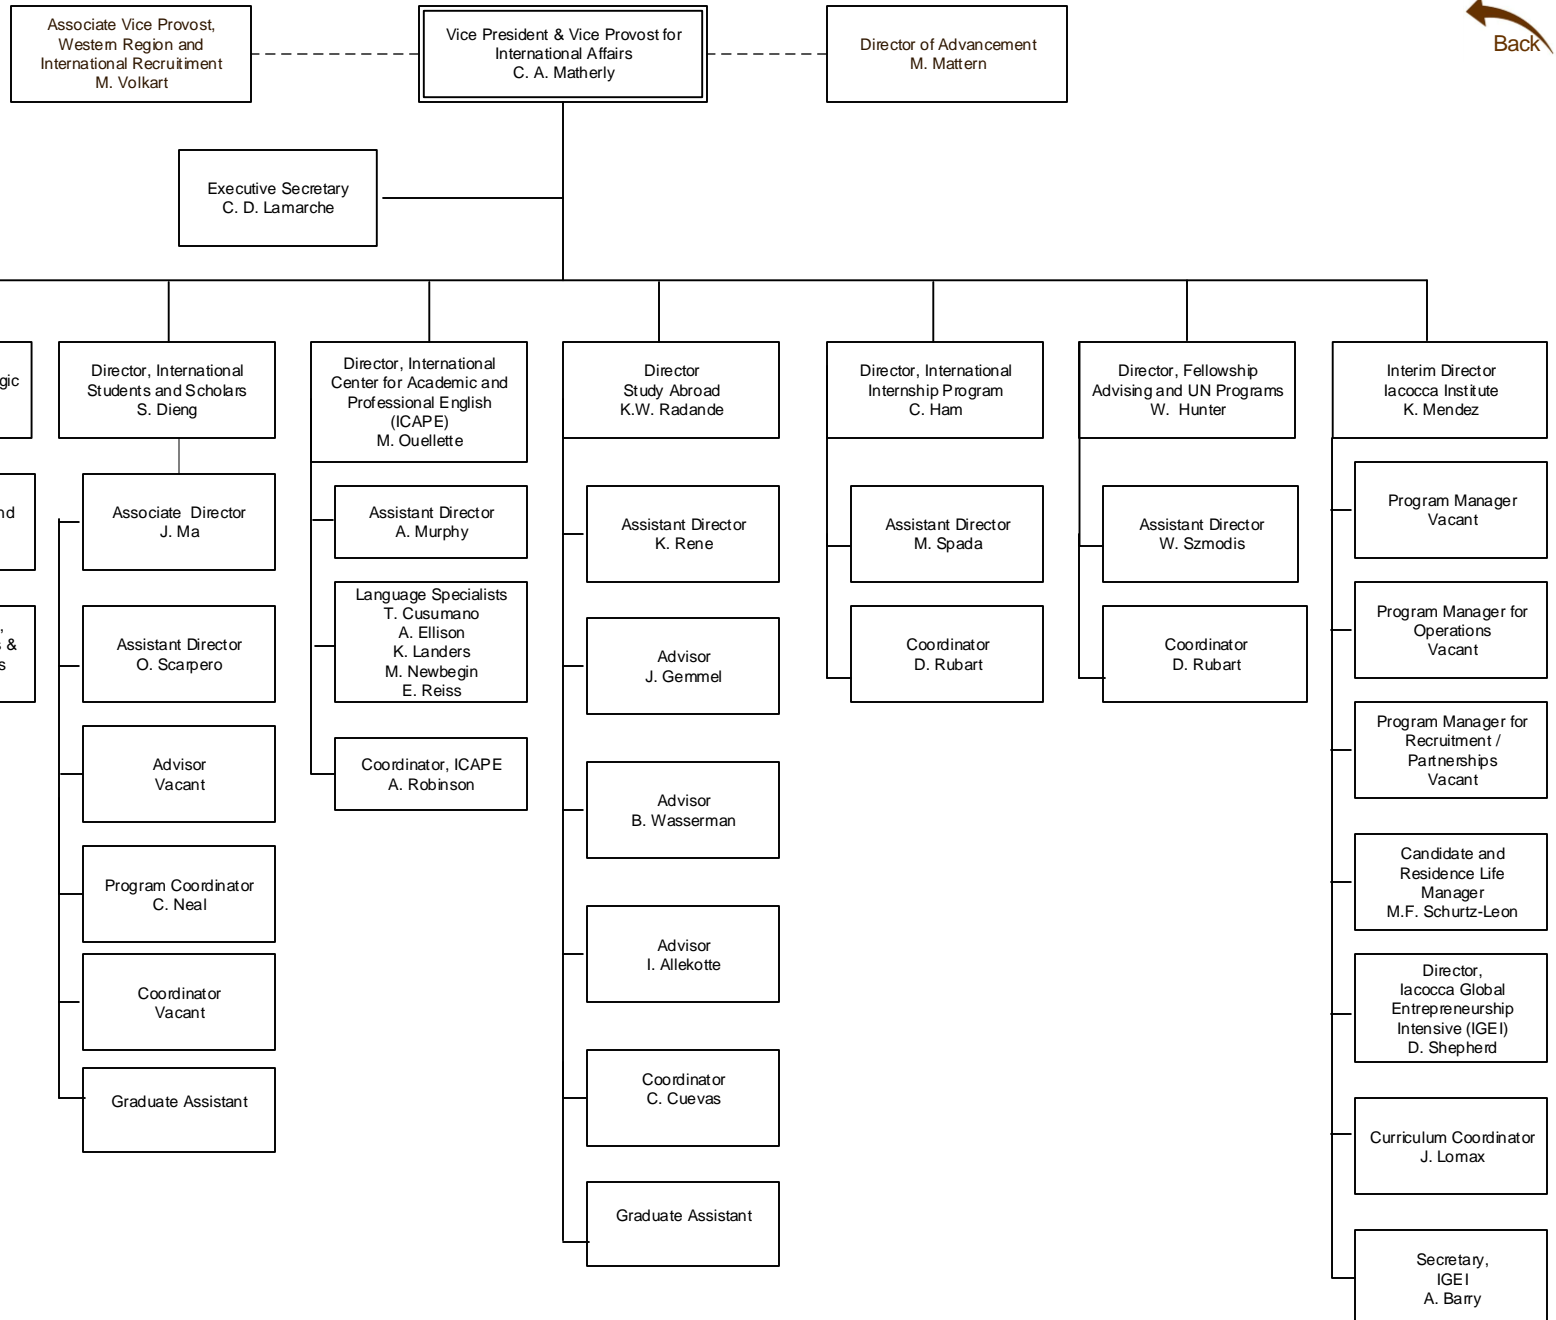 Associate Vice Provost,
Western Region and
International Recruitment
M. Volkart
Vice President & Vice Provost for
International Affairs
C. A. Matherly
Director of Advancement
M. Mattern
Back
Executive Secretary
C. D. Lamarche
gic
nd
,
s &
s
Director, International
Students and Scholars
S. Dieng
Associate Director
J. Ma
Assistant Director
O. Scarpero
Advisor
Vacant
Program Coordinator
C. Neal
Coordinator
Vacant
Graduate Assistant
Director, International
Center for Academic and
Professional English
(ICAPE)
M. Ouellette
Assistant Director
A. Murphy
Language Specialists
T. Cusumano
A. Ellison
K. Landers
M. Newbegin
E. Reiss
Coordinator, ICAPE
A. Robinson
Director
Study Abroad
K.W. Radande
Assistant Director
K. Rene
Advisor
J. Gemmel
Advisor
B. Wasserman
Advisor
I. Allekotte
Coordinator
C. Cuevas
Graduate Assistant
Director, International
Internship Program
C. Ham
Assistant Director
M. Spada
Coordinator
D. Rubart
Director, Fellowship
Advising and UN Programs
W. Hunter
Assistant Director
W. Szmodis
Coordinator
D. Rubart
Interim Director
Iacocca Institute
K. Mendez
Program Manager
Vacant
Program Manager for
Operations
Vacant
Program Manager for
Recruitment /
Partnerships
Vacant
Candidate and
Residence Life
Manager
M.F. Schurtz-Leon
Director,
Iacocca Global
Entrepreneurship
Intensive (IGEI)
D. Shepherd
Curriculum Coordinator
J. Lomax
Secretary,
IGEI
A. Barry